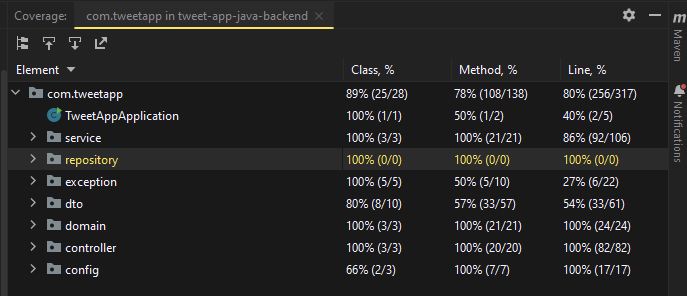 Coverage: com.tweetapp in tweet-app-java-backend
Element Class, % Method, % Line, %
com.tweetapp 89% (25/28) 78% (108/138) 80% (256/317)
TweetAppApplication 100% (1/1) 50% (1/2) 40% (2/5)
service 100% (3/3) 100% (21/21) 86% (92/106)
repository 100% (0/0) 100% (0/0) 100% (0/0)
exception 100% (5/5) 50% (5/10) 27% (6/22)
dto 80% (8/10) 57% (33/57) 54% (33/61)
domain 100% (3/3) 100% (21/21) 100% (24/24)
controller 100% (3/3) 100% (20/20) 100% (82/82)
config 66% (2/3) 100% (7/7) 100% (17/17)
m
Maven
Notifications